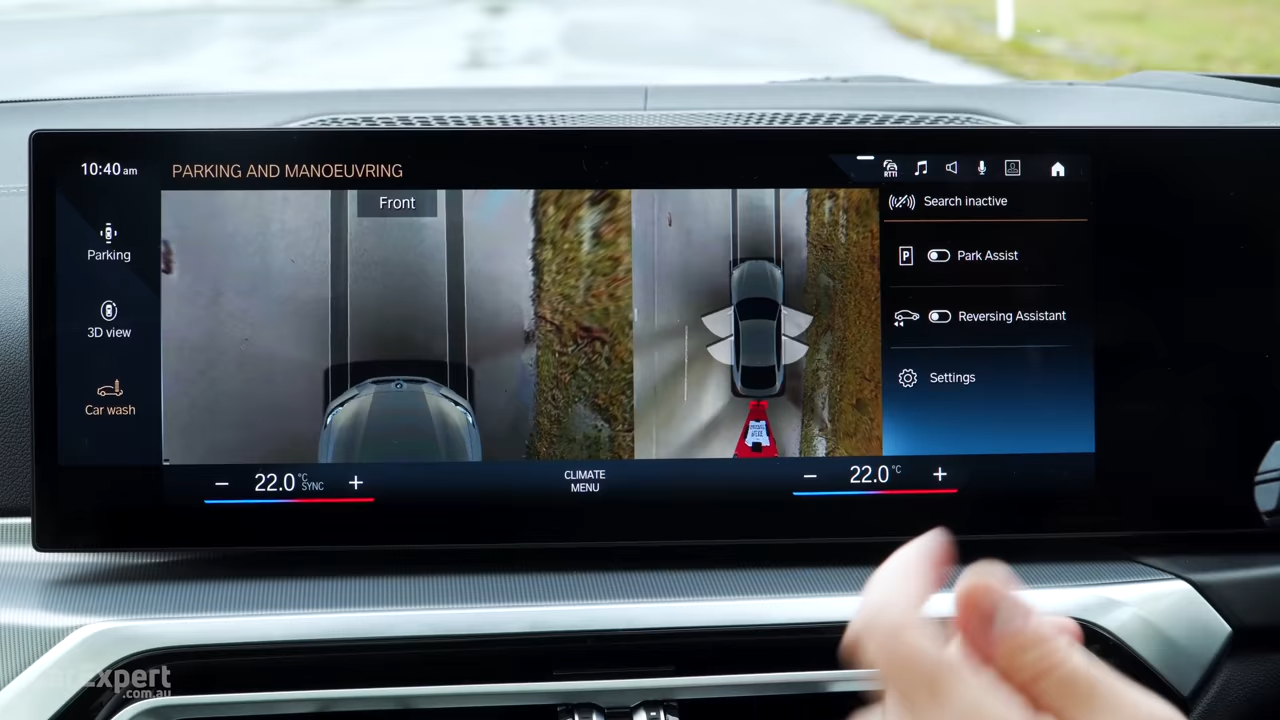 10:40 am
PARKING AND MANOEUVRING
RTTI
Parking
3D view
Car wash
Front
Search inactive
P
Park Assist
Reversing Assistant
Settings
− 22.0 °C SYNC +
CLIMATE
MENU
− 22.0 °C +
carExpert
.com.au